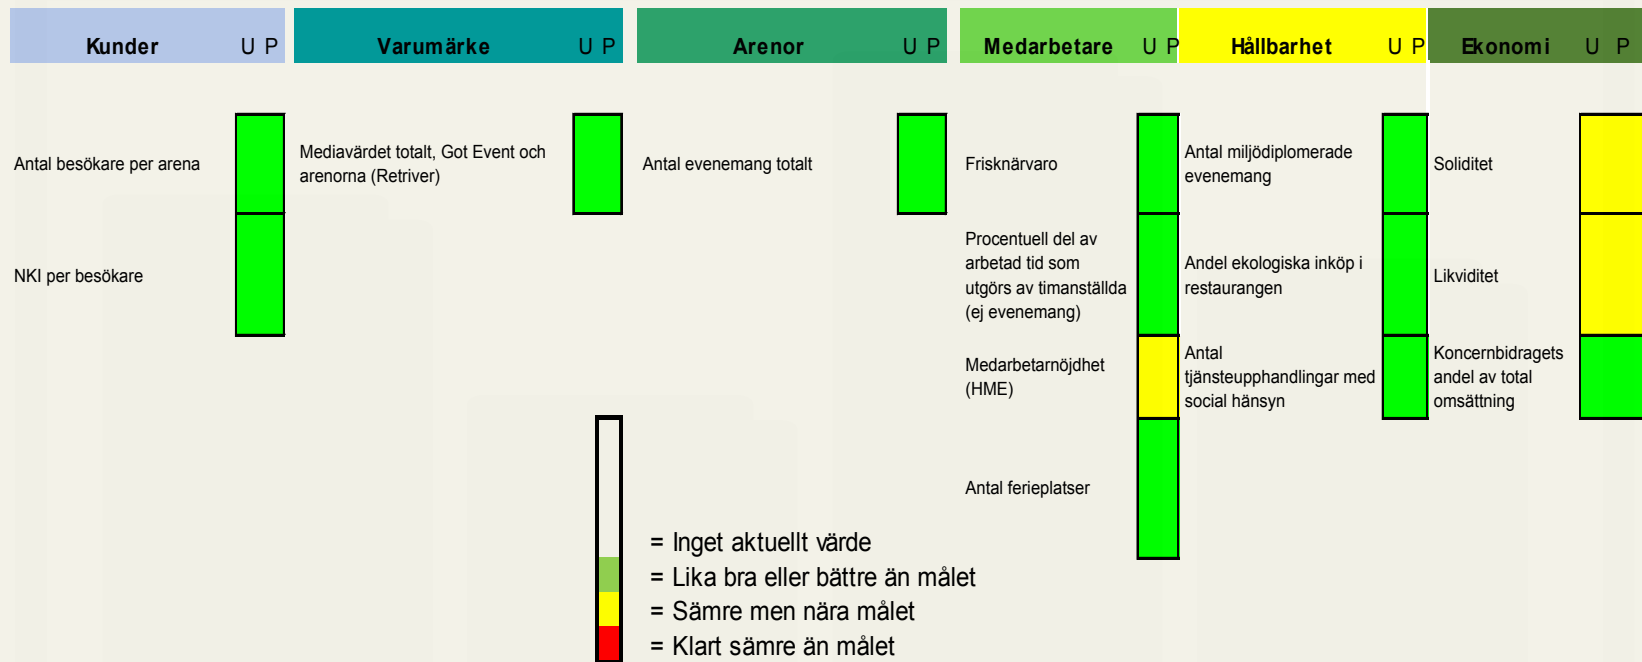 Kunder U P
Varumärke U P
Arenor U P
Medarbetare U P
Hållbarhet U P
Ekonomi U P
Antal besökare per arena
NKI per besökare
Mediavärdet totalt, Got Event och
arenorna (Retriver)
Antal evenemang totalt
Frisknärvaro
Procentuell del av
arbetad tid som
utgörs av timanställda
(ej evenemang)
Medarbetarnöjdhet
(HME)
Antal ferieplatser
Antal miljödiplomerade
evenemang
Andel ekologiska inköp i
restaurangen
Antal
tjänsteupphandlingar med
social hänsyn
Soliditet
Likviditet
Koncernbidragets
andel av total
omsättning
= Inget aktuellt värde
= Lika bra eller bättre än målet
= Sämre men nära målet
= Klart sämre än målet